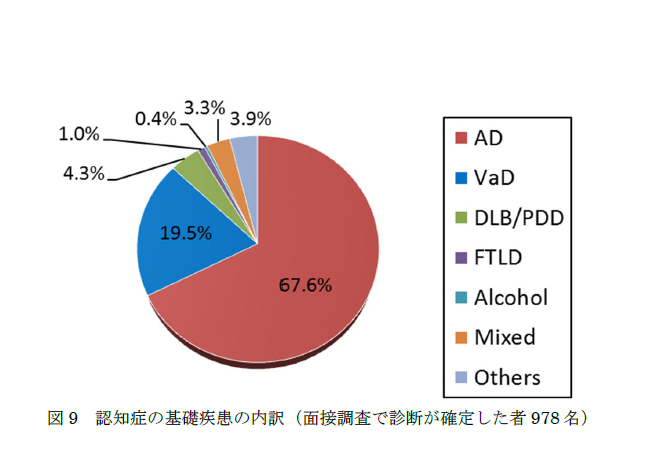 3.3%
0.4%
3.9%
1.0%
4.3%
19.5%
67.6%
AD
VaD
DLB/PDD
FTLD
Alcohol
Mixed
Others
図 9　認知症の基礎疾患の内訳（面接調査で診断が確定した者 978 名）